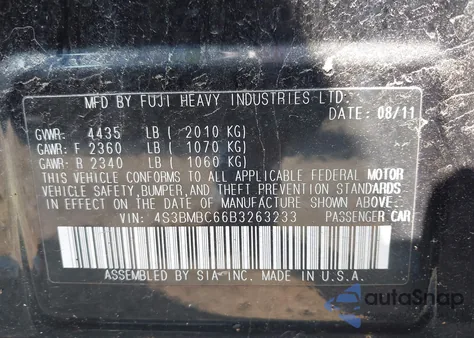 MFD BY FUJI HEAVY INDUSTRIES LTD.
DATE: 08/11
GVWR: 4435 LB ( 2010 KG)
GAWR: F 2360 LB ( 1070 KG)
GAWR: R 2340 LB ( 1060 KG)
THIS VEHICLE CONFORMS TO ALL APPLICABLE FEDERAL MOTOR
VEHICLE SAFETY, BUMPER, AND THEFT PREVENTION STANDARDS
IN EFFECT ON THE DATE OF MANUFACTURE SHOWN ABOVE.
VIN: 4S3BMBC66B3263233 PASSENGER CAR
ASSEMBLED BY SIA INC. MADE IN U.S.A.
autoSnap